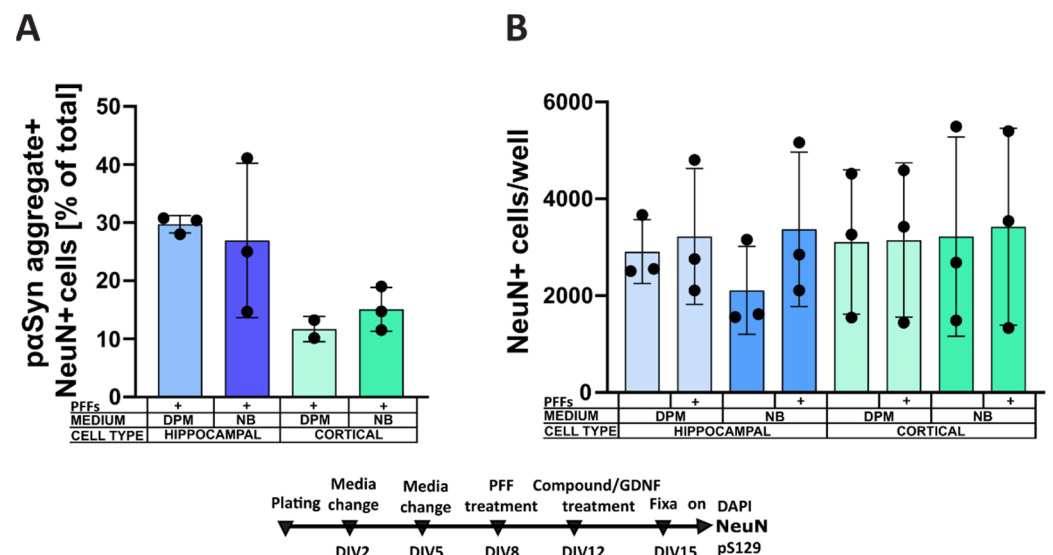 A
B
pαSyn aggregate+
NeuN+ cells [% of total]
50
40
30
20
10
0
PFFs + + + +
MEDIUM DPM NB DPM NB
CELL TYPE HIPPOCAMPAL CORTICAL
NeuN+ cells/well
6000
4000
2000
0
PFFs + + + +
MEDIUM DPM NB DPM NB
CELL TYPE HIPPOCAMPAL CORTICAL
Plating
Media
change
Media
change
PFF
treatment
Compound/GDNF
treatment
Fixa on
DAPI
NeuN
pS129
DIV2 DIV5 DIV8 DIV12 DIV15